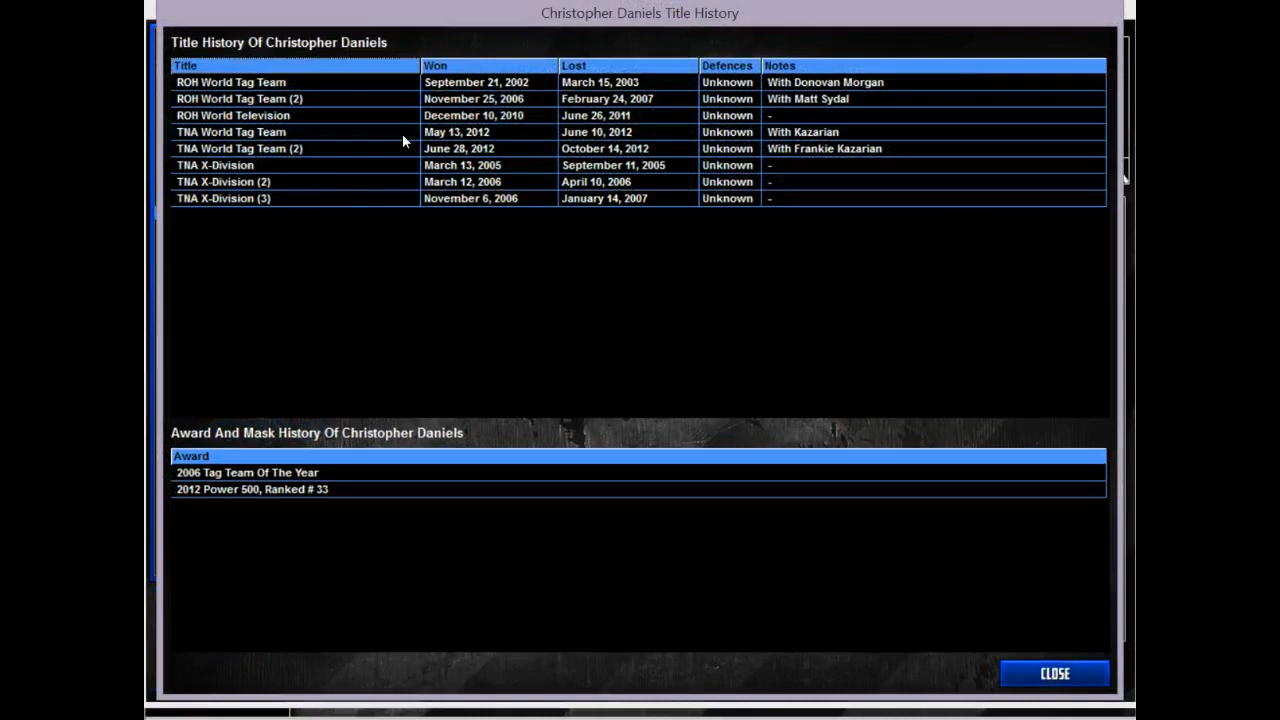 Christopher Daniels Title History
Title History Of Christopher Daniels
Title Won Lost Defences Notes
ROH World Tag Team September 21, 2002 March 15, 2003 Unknown With Donovan Morgan
ROH World Tag Team (2) November 25, 2006 February 24, 2007 Unknown With Matt Sydal
ROH World Television December 10, 2010 June 26, 2011 Unknown -
TNA World Tag Team May 13, 2012 June 10, 2012 Unknown With Kazarian
TNA World Tag Team (2) June 28, 2012 October 14, 2012 Unknown With Frankie Kazarian
TNA X-Division March 13, 2005 September 11, 2005 Unknown -
TNA X-Division (2) March 12, 2006 April 10, 2006 Unknown -
TNA X-Division (3) November 6, 2006 January 14, 2007 Unknown -
Award And Mask History Of Christopher Daniels
Award
2006 Tag Team Of The Year
2012 Power 500, Ranked # 33
CLOSE